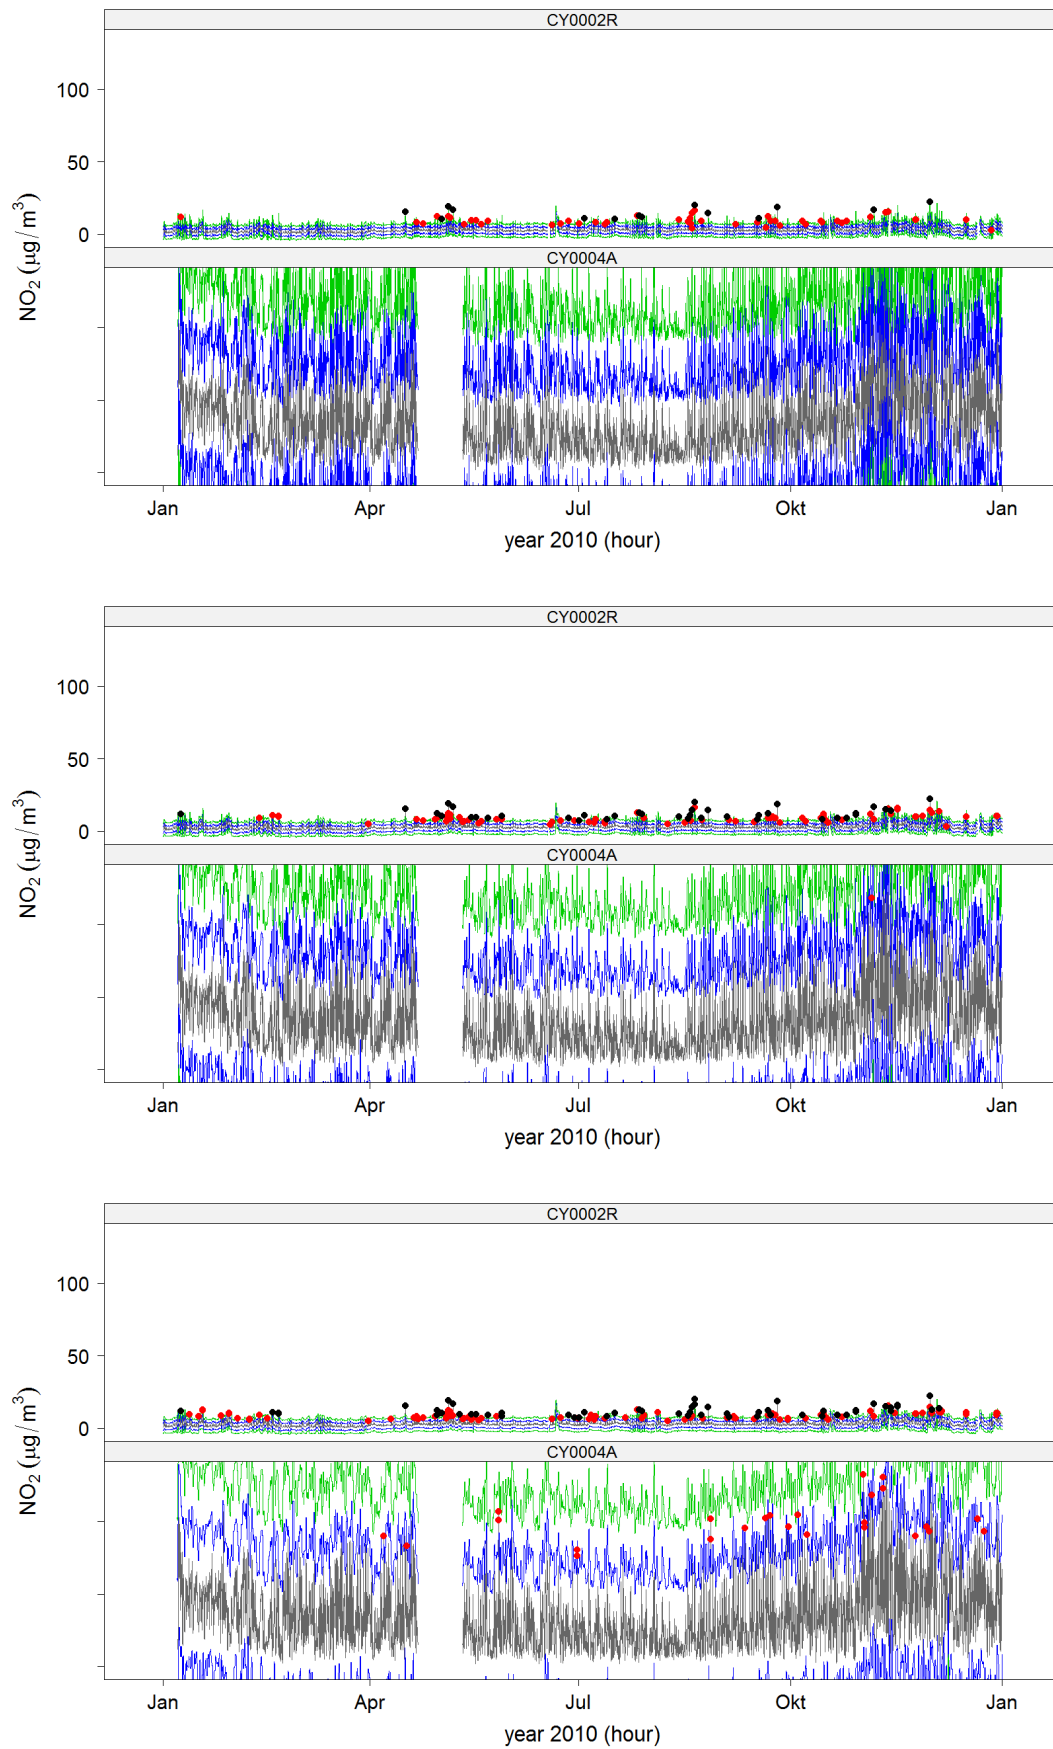 CY0002R
100
50
0
NO2 (µg/m3)
CY0004A
Jan Apr Jul Okt Jan
year 2010 (hour)
CY0002R
100
50
0
NO2 (µg/m3)
CY0004A
Jan Apr Jul Okt Jan
year 2010 (hour)
CY0002R
100
50
0
NO2 (µg/m3)
CY0004A
Jan Apr Jul Okt Jan
year 2010 (hour)